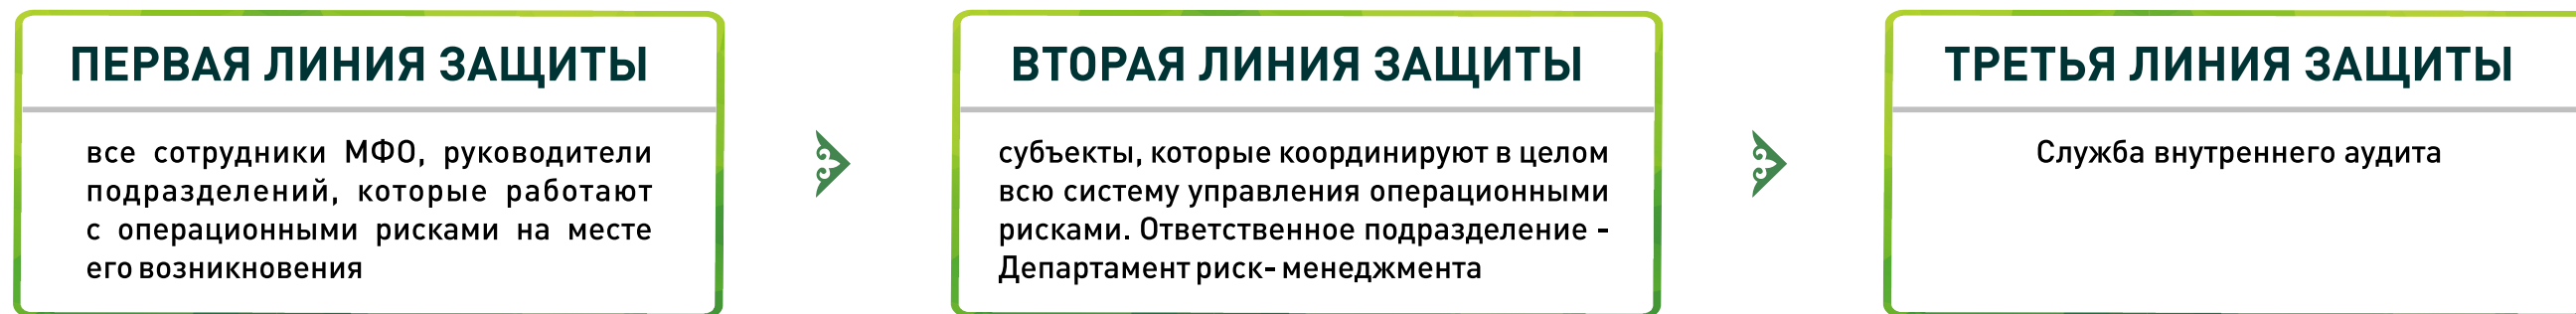 ПЕРВАЯ ЛИНИЯ ЗАЩИТЫ
все сотрудники МФО, руководители
подразделений, которые работают
с операционными рисками на месте
его возникновения
ВТОРАЯ ЛИНИЯ ЗАЩИТЫ
субъекты, которые координируют в целом
всю систему управления операционными
рисками. Ответственное подразделение -
Департамент риск- менеджмента
ТРЕТЬЯ ЛИНИЯ ЗАЩИТЫ
Служба внутреннего аудита